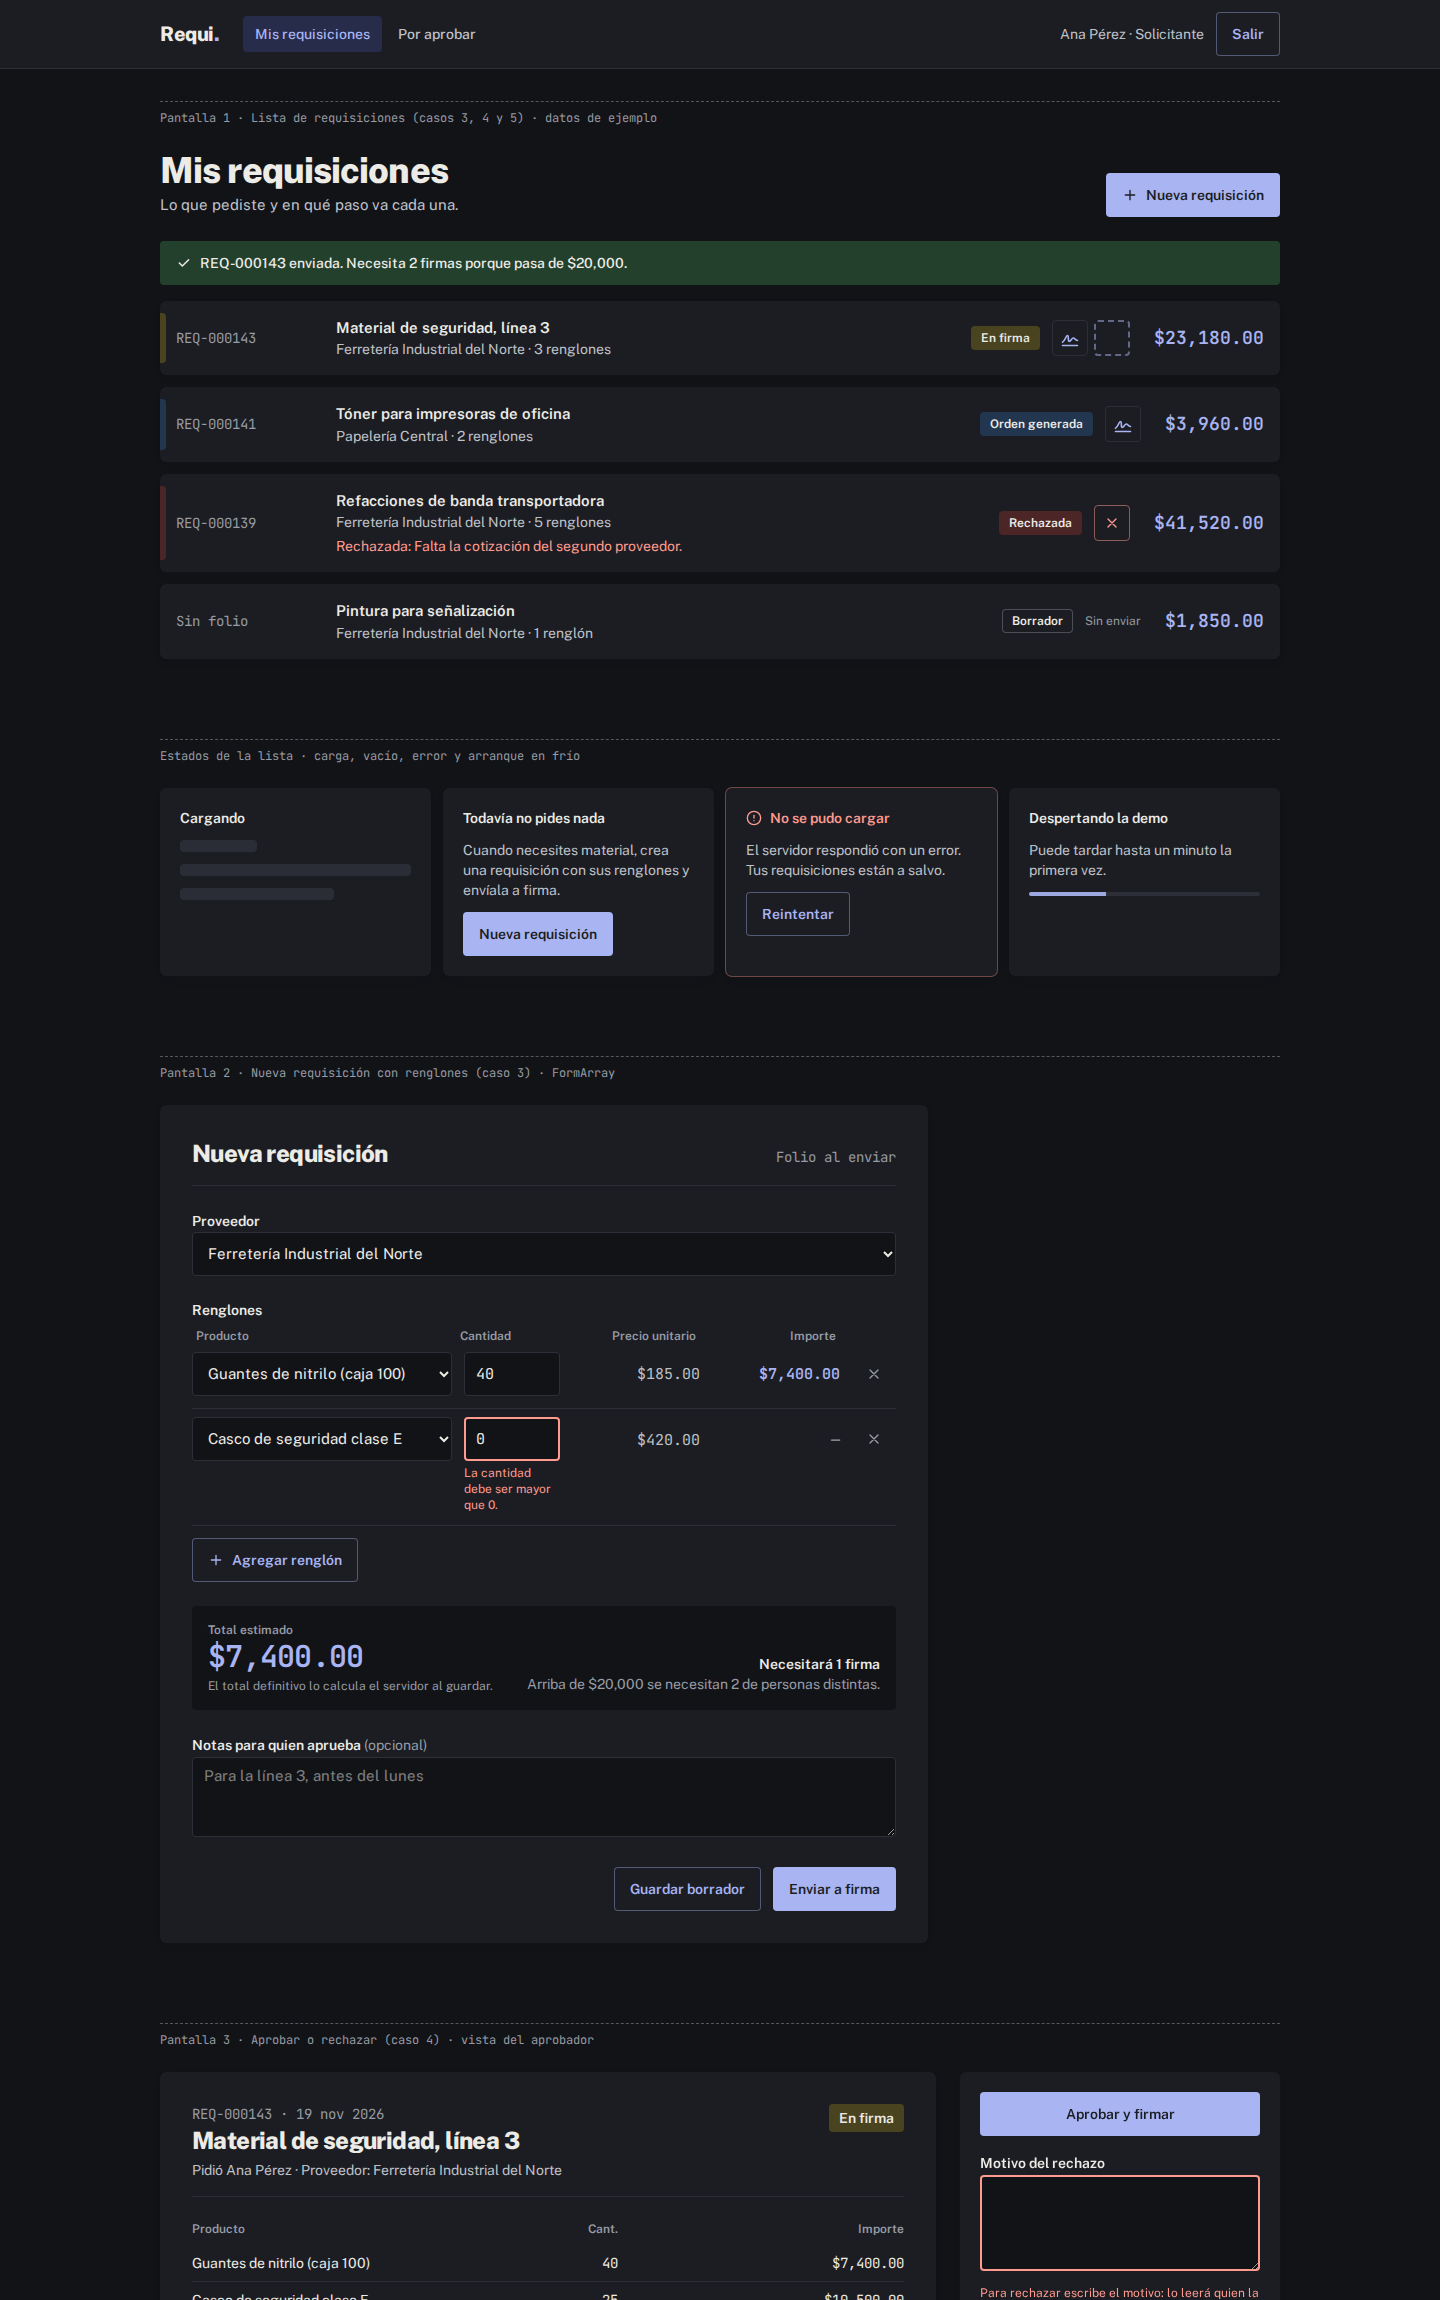 Requi.
Mis requisiciones
Por aprobar
Ana Pérez · Solicitante
Salir
Pantalla 1 · Lista de requisiciones (casos 3, 4 y 5) · datos de ejemplo
Mis requisiciones
Lo que pediste y en qué paso va cada una.
Nueva requisición
REQ-000143 enviada. Necesita 2 firmas porque pasa de $20,000.
REQ-000143
Material de seguridad, línea 3
Ferretería Industrial del Norte · 3 renglones
En firma
$23,180.00
REQ-000141
Tóner para impresoras de oficina
Papelería Central · 2 renglones
Orden generada
$3,960.00
REQ-000139
Refacciones de banda transportadora
Ferretería Industrial del Norte · 5 renglones
Rechazada: Falta la cotización del segundo proveedor.
Rechazada
$41,520.00
Sin folio
Pintura para señalización
Ferretería Industrial del Norte · 1 renglón
Borrador
Sin enviar
$1,850.00
Estados de la lista · carga, vacío, error y arranque en frío
Cargando
Todavía no pides nada
Cuando necesites material, crea
una requisición con sus renglones y
envíala a firma.
Nueva requisición
No se pudo cargar
El servidor respondió con un error.
Tus requisiciones están a salvo.
Reintentar
Despertando la demo
Puede tardar hasta un minuto la
primera vez.
Pantalla 2 · Nueva requisición con renglones (caso 3) · FormArray
Nueva requisición
Folio al enviar
Proveedor
Ferretería Industrial del Norte
Renglones
Producto
Cantidad
Precio unitario
Importe
Guantes de nitrilo (caja 100)
40
$185.00
$7,400.00
Casco de seguridad clase E
0
$420.00
—
La cantidad
debe ser mayor
que 0.
Agregar renglón
Total estimado
$7,400.00
El total definitivo lo calcula el servidor al guardar.
Necesitará 1 firma
Arriba de $20,000 se necesitan 2 de personas distintas.
Notas para quien aprueba (opcional)
Para la línea 3, antes del lunes
Guardar borrador
Enviar a firma
Pantalla 3 · Aprobar o rechazar (caso 4) · vista del aprobador
REQ-000143 · 19 nov 2026
Material de seguridad, línea 3
Pidió Ana Pérez · Proveedor: Ferretería Industrial del Norte
En firma
Producto
Cant.
Importe
Guantes de nitrilo (caja 100)
40
$7,400.00
Casco de seguridad clase E
25
$10,500.00
Aprobar y firmar
Motivo del rechazo
Para rechazar escribe el motivo: lo leerá quien la